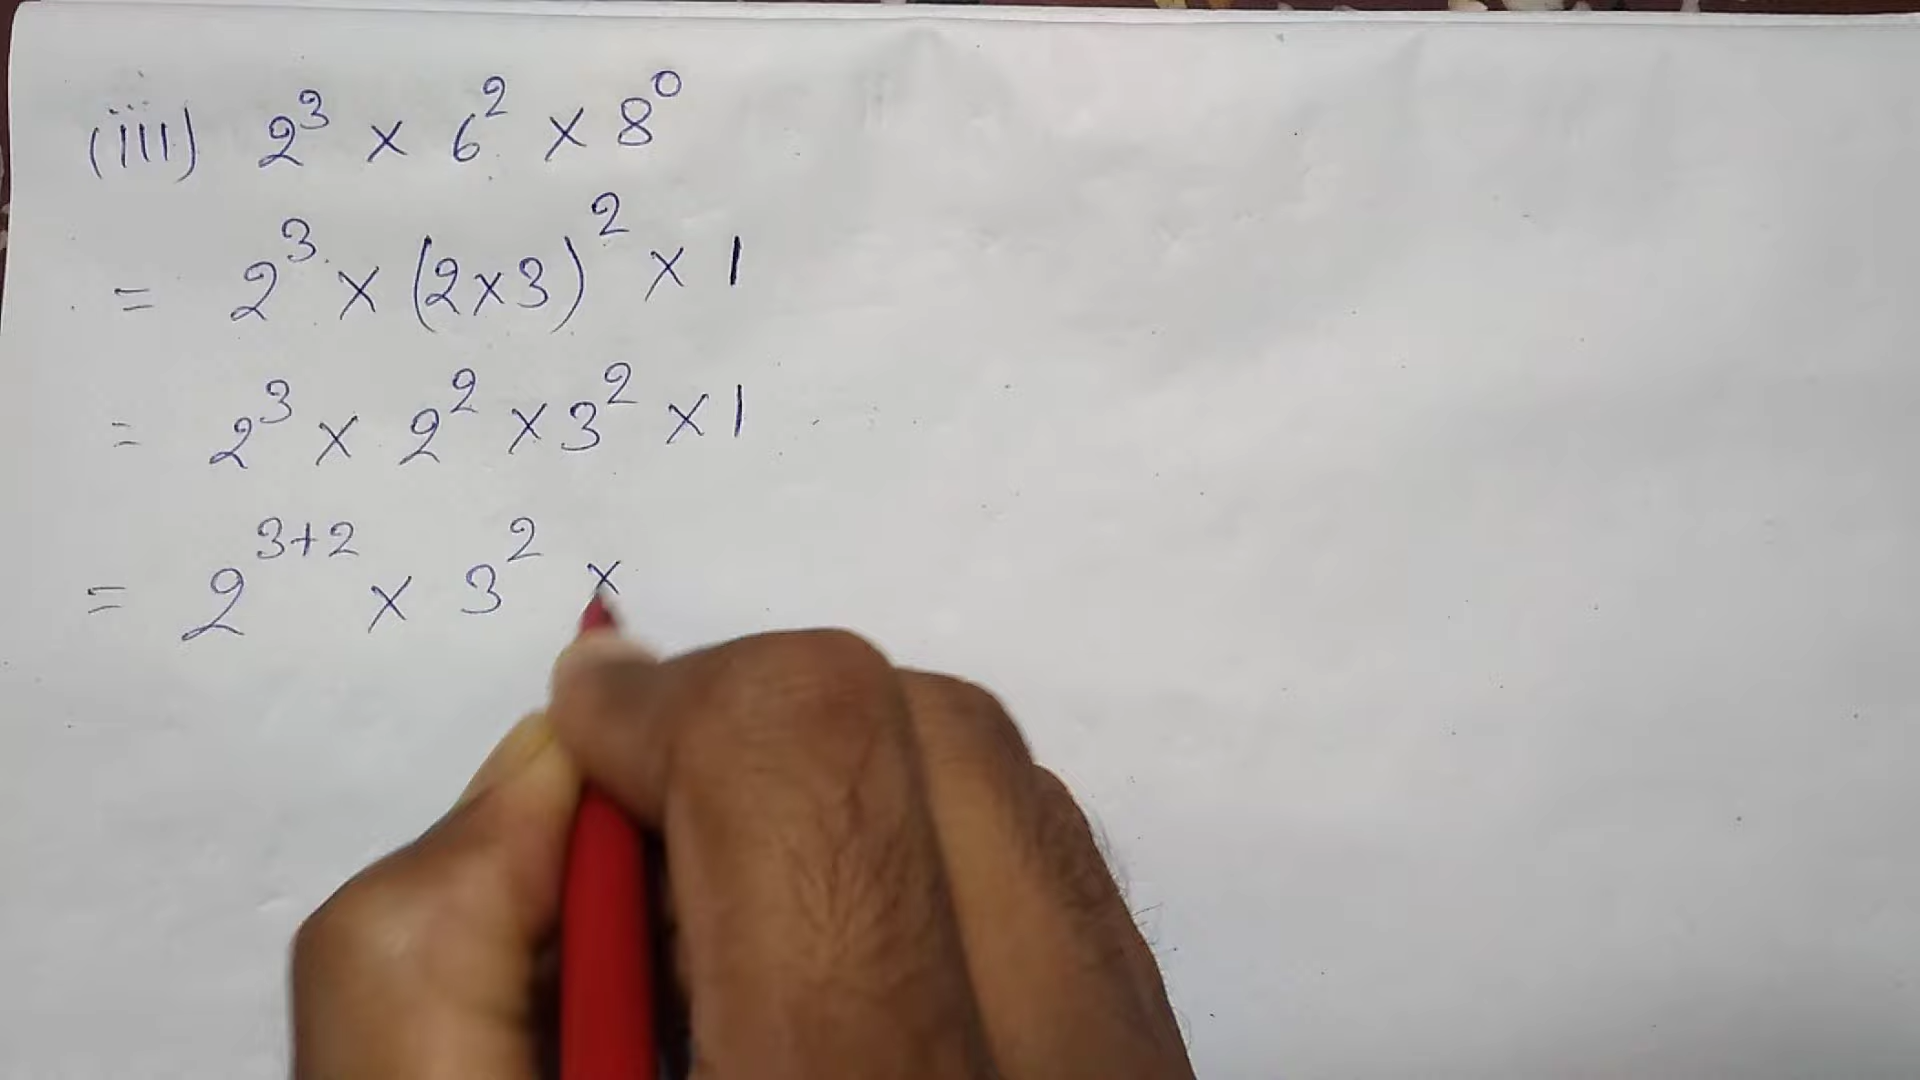 (iii) 2³ × 6² × 8⁰
= 2³ × (2×3)² × 1
= 2³ × 2² × 3² × 1
= 2³⁺² × 3² ×